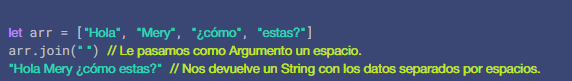 let arr = ["Hola", "Mery", "¿cómo", "estas?"]
arr.join(" ") // Le pasamos como Argumento un espacio.
"Hola Mery ¿cómo estas?" // Nos devuelve un String con los datos separados por espacios.